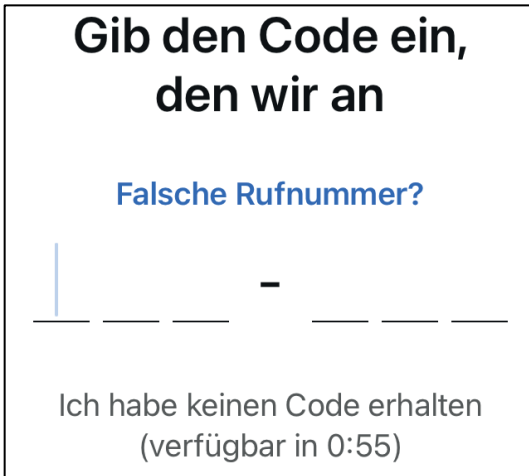 Gib den Code ein,
den wir an
Falsche Rufnummer?
–
Ich habe keinen Code erhalten
(verfügbar in 0:55)